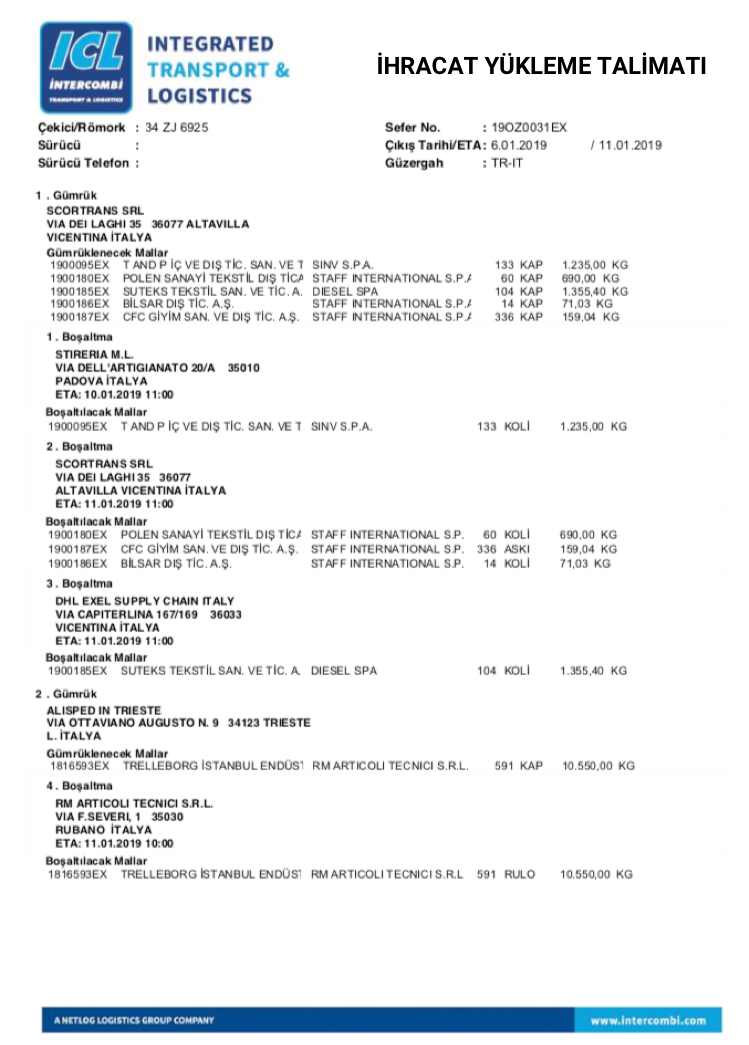 ICL
İNTERCOMBİ
TRANSPORT & LOGISTICS
INTEGRATED
TRANSPORT &
LOGISTICS
İHRACAT YÜKLEME TALİMATI
Çekici/Römork : 34 ZJ 6925
Sürücü :
Sürücü Telefon :
Sefer No. : 19OZ0031EX
Çıkış Tarihi/ETA: 6.01.2019 / 11.01.2019
Güzergah : TR-IT
1 . Gümrük
SCORTRANS SRL
VIA DEI LAGHI 35 36077 ALTAVILLA
VICENTINA İTALYA
Gümrüklenecek Mallar
1900095EX T AND P İÇ VE DIŞ TİC. SAN. VE T SINV S.P.A. 133 KAP 1.235,00 KG
1900180EX POLEN SANAYİ TEKSTİL DIŞ TİCA STAFF INTERNATIONAL S.P.A 60 KAP 690,00 KG
1900185EX SUTEKS TEKSTİL SAN. VE TİC. A. DIESEL SPA 104 KAP 1.355,40 KG
1900186EX BİLSAR DIŞ TİC. A.Ş. STAFF INTERNATIONAL S.P.A 14 KAP 71,03 KG
1900187EX CFC GİYİM SAN. VE DIŞ TİC. A.Ş. STAFF INTERNATIONAL S.P.A 336 KAP 159,04 KG
1 . Boşaltma
STIRERIA M.L.
VIA DELL'ARTIGIANATO 20/A 35010
PADOVA İTALYA
ETA: 10.01.2019 11:00
Boşaltılacak Mallar
1900095EX T AND P İÇ VE DIŞ TİC. SAN. VE T SINV S.P.A. 133 KOLİ 1.235,00 KG
2 . Boşaltma
SCORTRANS SRL
VIA DEI LAGHI 35 36077
ALTAVILLA VICENTINA İTALYA
ETA: 11.01.2019 11:00
Boşaltılacak Mallar
1900180EX POLEN SANAYİ TEKSTİL DIŞ TİCA STAFF INTERNATIONAL S.P. 60 KOLİ 690,00 KG
1900187EX CFC GİYİM SAN. VE DIŞ TİC. A.Ş. STAFF INTERNATIONAL S.P. 336 ASKI 159,04 KG
1900186EX BİLSAR DIŞ TİC. A.Ş. STAFF INTERNATIONAL S.P. 14 KOLİ 71,03 KG
3 . Boşaltma
DHL EXEL SUPPLY CHAIN ITALY
VIA CAPITERLINA 167/169 36033
VICENTINA İTALYA
ETA: 11.01.2019 11:00
Boşaltılacak Mallar
1900185EX SUTEKS TEKSTİL SAN. VE TİC. A. DIESEL SPA 104 KOLİ 1.355,40 KG
2 . Gümrük
ALISPED IN TRIESTE
VIA OTTAVIANO AUGUSTO N. 9 34123 TRIESTE
L. İTALYA
Gümrüklenecek Mallar
1816593EX TRELLEBORG İSTANBUL ENDÜST RM ARTICOLI TECNICI S.R.L. 591 KAP 10.550,00 KG
4 . Boşaltma
RM ARTICOLI TECNICI S.R.L.
VIA F.SEVERI, 1 35030
RUBANO İTALYA
ETA: 11.01.2019 10:00
Boşaltılacak Mallar
1816593EX TRELLEBORG İSTANBUL ENDÜST RM ARTICOLI TECNICI S.R.L 591 RULO 10.550,00 KG
A NETLOG LOGISTICS GROUP COMPANY
www.intercombi.com